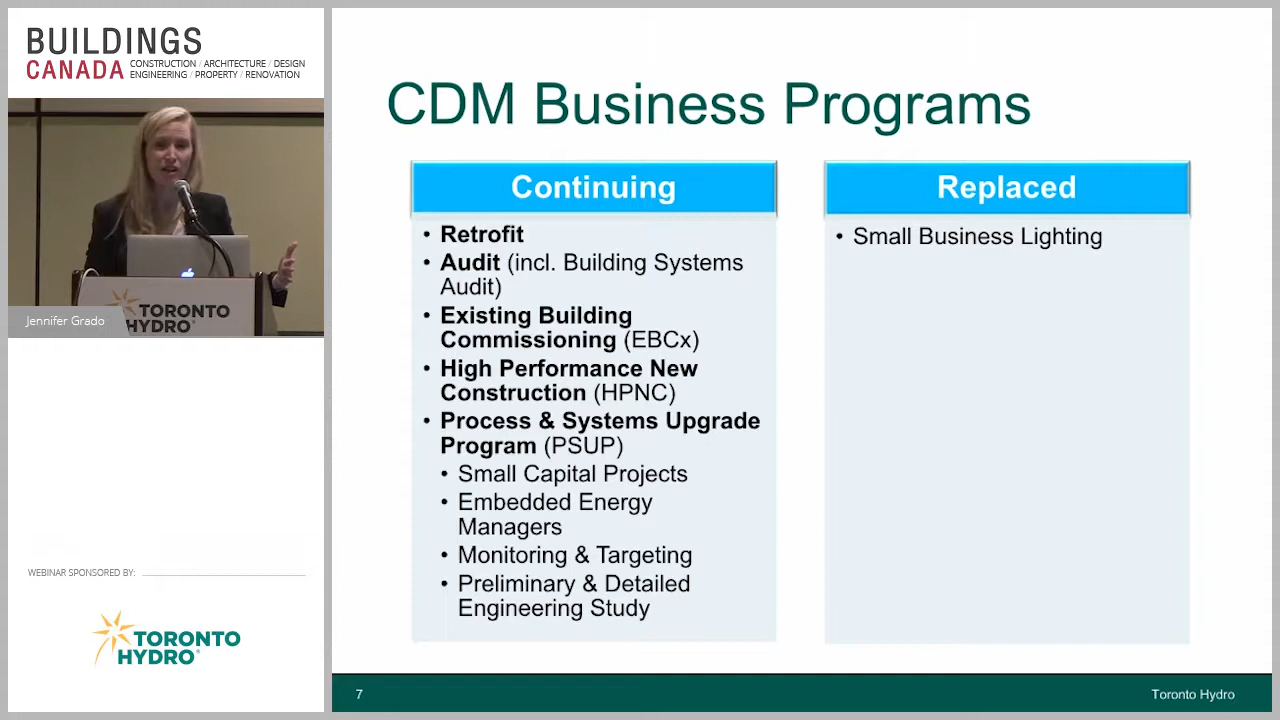 BUILDINGS
CANADA CONSTRUCTION / ARCHITECTURE / DESIGN
ENGINEERING / PROPERTY / RENOVATION
TORONTO
HYDRO
Jennifer Grado
WEBINAR SPONSORED BY:
TORONTO
HYDRO®
CDM Business Programs
Continuing
• Retrofit
• Audit (incl. Building Systems
Audit)
• Existing Building
Commissioning (EBCx)
• High Performance New
Construction (HPNC)
• Process & Systems Upgrade
Program (PSUP)
• Small Capital Projects
• Embedded Energy
Managers
• Monitoring & Targeting
• Preliminary & Detailed
Engineering Study
Replaced
• Small Business Lighting
7
Toronto Hydro